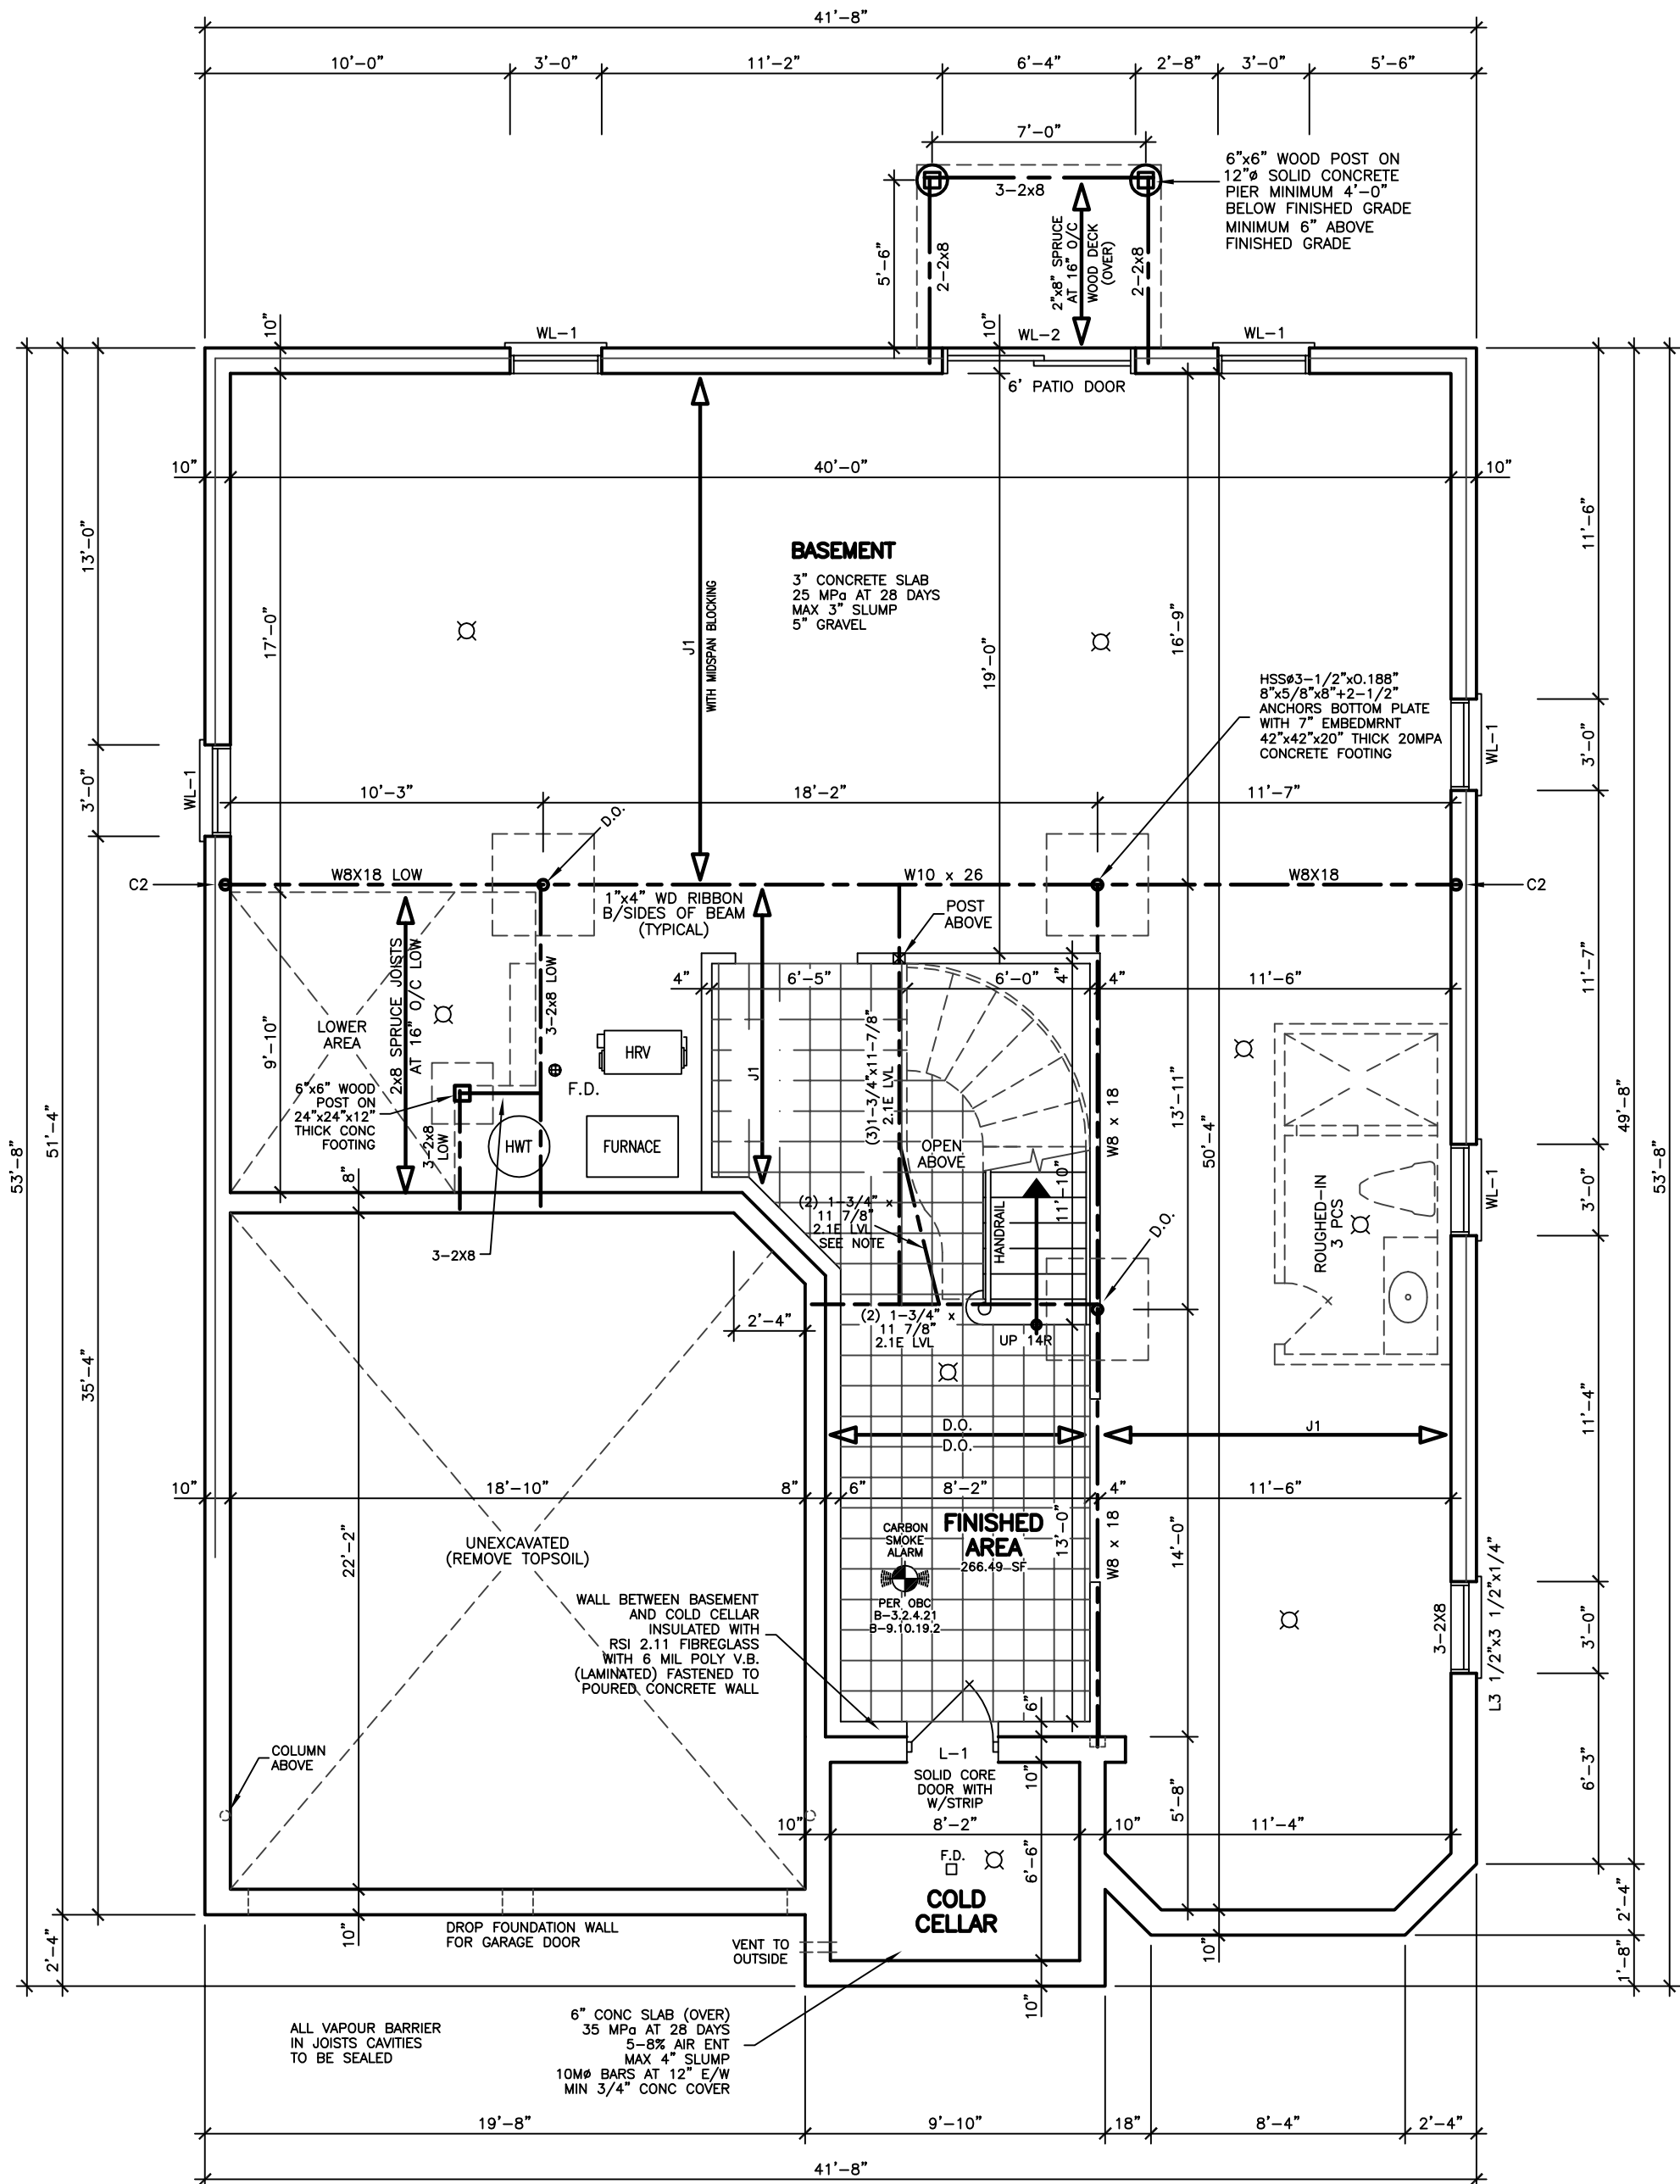 41'-8"
10'-0"
3'-0"
11'-2"
6'-4"
2'-8"
3'-0"
5'-6"
7'-0"
6"x6" WOOD POST ON
12"ø SOLID CONCRETE
PIER MINIMUM 4'-0"
BELOW FINISHED GRADE
MINIMUM 6" ABOVE
FINISHED GRADE
3-2x8
5'-6"
2-2x8
2"x8" SPRUCE
AT 16" O/C
WOOD DECK
(OVER)
2-2x8
10"
WL-1
10"
WL-2
WL-1
6' PATIO DOOR
10"
40'-0"
10"
13'-0"
11'-6"
BASEMENT
3" CONCRETE SLAB
25 MPa AT 28 DAYS
MAX 3" SLUMP
5" GRAVEL
17'-0"
J1
WITH MIDSPAN BLOCKING
19'-0"
16'-9"
HSSø3-1/2"x0.188"
8"x5/8"x8"+2-1/2"
ANCHORS BOTTOM PLATE
WITH 7" EMBEDMRNT
42"x42"x20" THICK 20MPA
CONCRETE FOOTING
3'-0"
WL-1
WL-1
3'-0"
10'-3"
18'-2"
11'-7"
D.O.
C2
W8X18 LOW
W10 x 26
W8X18
C2
1"x4" WD RIBBON
B/SIDES OF BEAM
(TYPICAL)
POST
ABOVE
4"
6'-5"
6'-0"
4"
4"
11'-6"
11'-7"
9'-10"
2x8 SPRUCE JOISTS
AT 16" O/C LOW
LOWER
AREA
3-2x8 LOW
HRV
F.D.
6"x6" WOOD
POST ON
24"x24"x12"
THICK CONC
FOOTING
3-2x8
LOW
HWT
FURNACE
J1
(3)1-3/4"x11-7/8"
2.1E LVL
OPEN
ABOVE
W8 x 18
13'-11"
50'-4"
49'-8"
53'-8"
51'-4"
53'-8"
8"
(2) 1-3/4" x
11 7/8"
2.1E LVL
SEE NOTE
HANDRAIL
11'-10"
D.O.
ROUGHED-IN
3 PCS
WL-1
3'-0"
3-2X8
2'-4"
(2) 1-3/4" x
11 7/8"
2.1E LVL
UP 14R
35'-4"
11'-4"
D.O.
D.O.
J1
10"
18'-10"
8"
6"
8'-2"
4"
11'-6"
UNEXCAVATED
(REMOVE TOPSOIL)
22'-2"
CARBON
SMOKE
ALARM
FINISHED
AREA
266.49 SF
13'-0"
W8 x 18
14'-0"
PER OBC
B-3.2.4.21
B-9.10.19.2
3-2X8
L3 1/2"x3 1/2"x1/4"
3'-0"
WALL BETWEEN BASEMENT
AND COLD CELLAR
INSULATED WITH
RSI 2.11 FIBREGLASS
WITH 6 MIL POLY V.B.
(LAMINATED) FASTENED TO
POURED CONCRETE WALL
6"
COLUMN
ABOVE
L-1
SOLID CORE
DOOR WITH
W/STRIP
10"
5'-8"
6'-3"
10"
8'-2"
10"
11'-4"
F.D.
6'-6"
COLD
CELLAR
10"
DROP FOUNDATION WALL
FOR GARAGE DOOR
VENT TO
OUTSIDE
10"
2'-4"
1'-8"
2'-4"
10"
ALL VAPOUR BARRIER
IN JOISTS CAVITIES
TO BE SEALED
6" CONC SLAB (OVER)
35 MPa AT 28 DAYS
5-8% AIR ENT
MAX 4" SLUMP
10Mø BARS AT 12" E/W
MIN 3/4" CONC COVER
19'-8"
9'-10"
18"
8'-4"
2'-4"
41'-8"